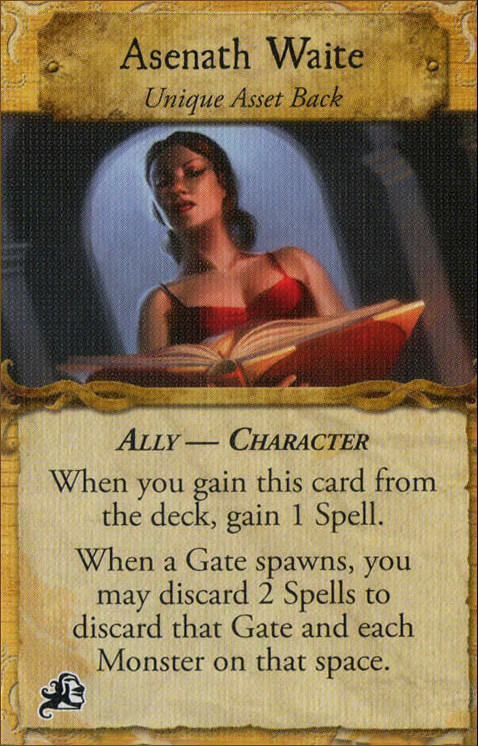 Asenath Waite
Unique Asset Back
ALLY — CHARACTER
When you gain this card from
the deck, gain 1 Spell.
When a Gate spawns, you
may discard 2 Spells to
discard that Gate and each
Monster on that space.